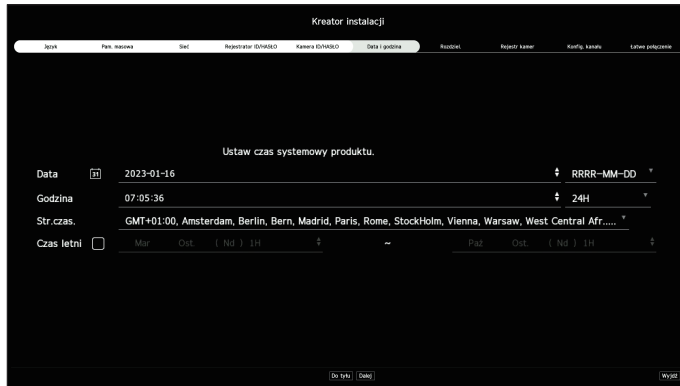 Kreator instalacji
Język Pam. masowa Sieć Rejestrator ID/HASŁO Kamera ID/HASŁO Data i godzina Rozdziel. Rejestr kamer Konfig. kanału Łatwe połączenie
Ustaw czas systemowy produktu.
Data 31 2023-01-16 RRRR-MM-DD
Godzina 07:05:36 24H
Str.czas. GMT+01:00, Amsterdam, Berlin, Bern, Madrid, Paris, Rome, StockHolm, Vienna, Warsaw, West Central Afr.....
Czas letni Mar Ost. ( Nd ) 1H ~ Paź Ost. ( Nd ) 1H
Do tyłu Dalej Wyjdź